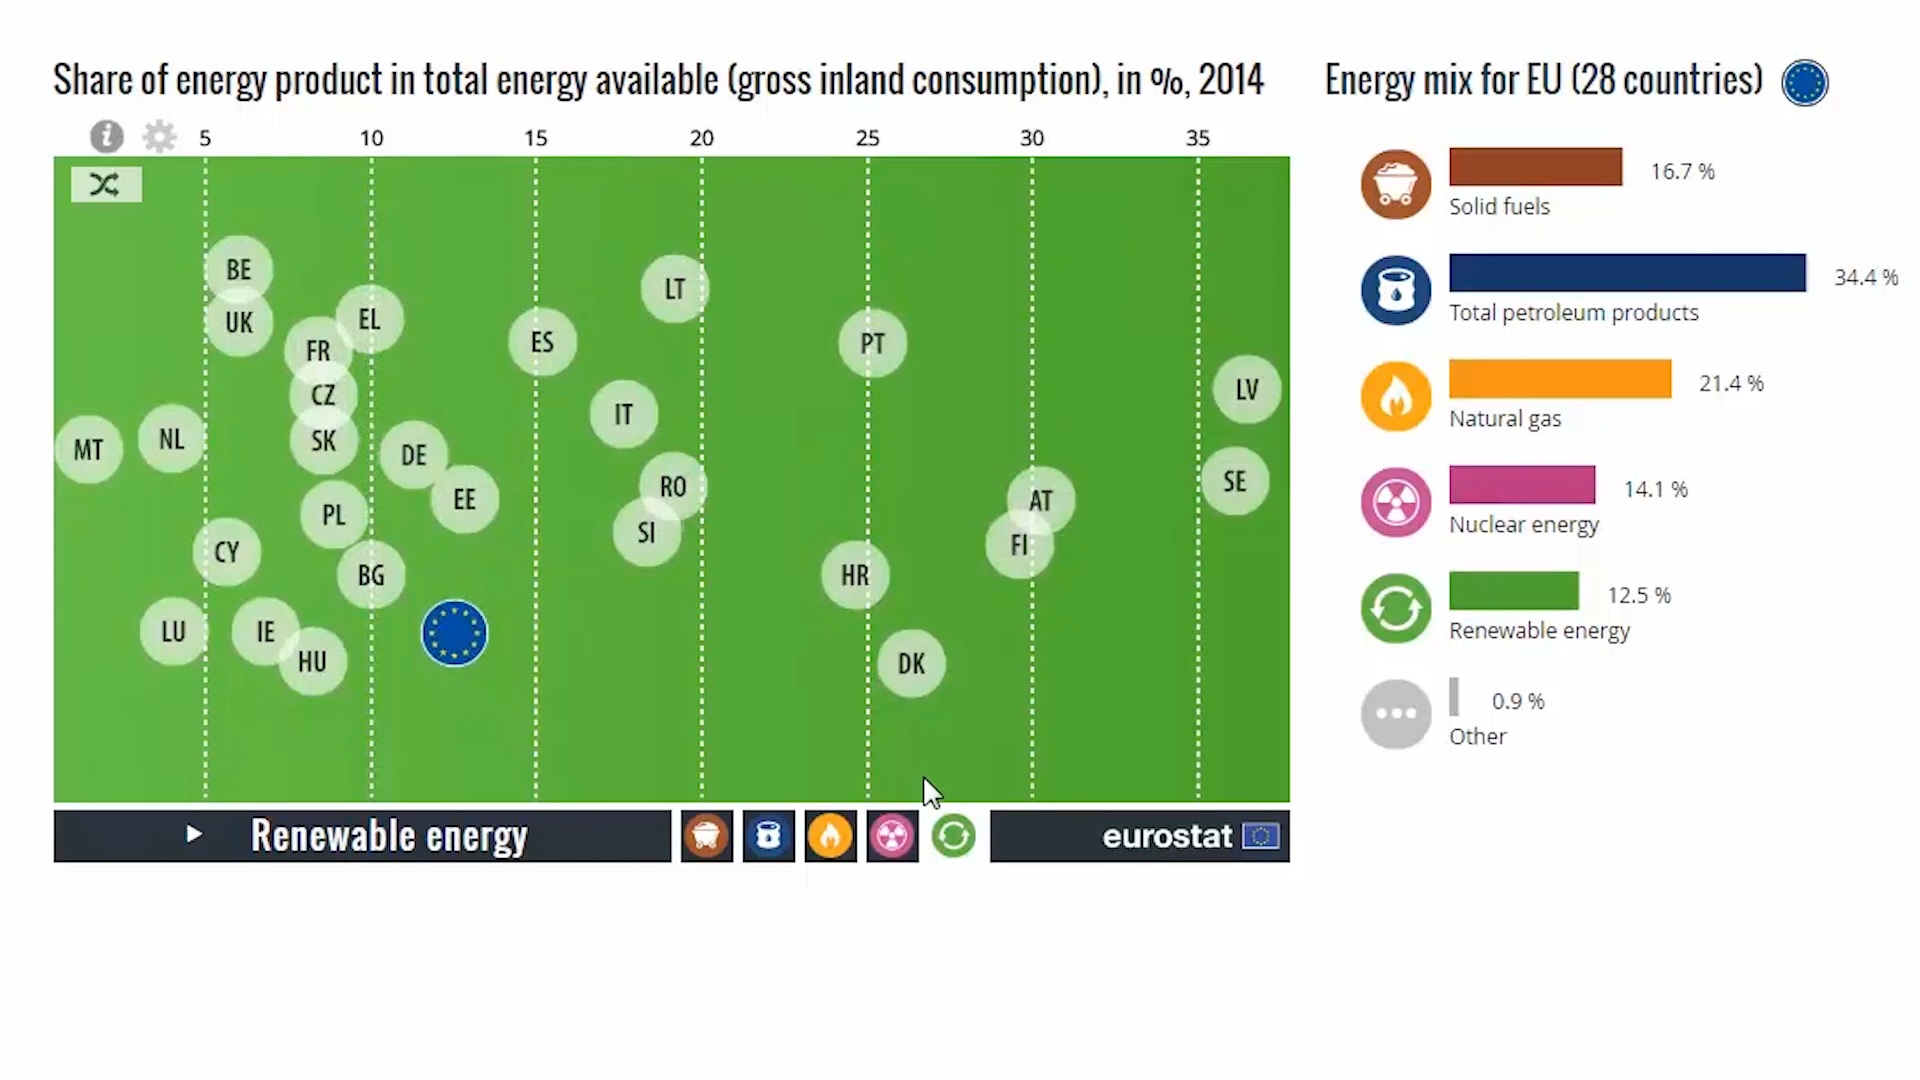 Share of energy product in total energy available (gross inland consumption), in %, 2014
5 10 15 20 25 30 35
BE
UK
FR
EL
CZ
SK
MT
NL
DE
EE
PL
CY
BG
LU
IE
HU
ES
LT
IT
RO
SI
PT
HR
DK
AT
FI
LV
SE
Renewable energy
eurostat
Energy mix for EU (28 countries)
16.7 %
Solid fuels
34.4 %
Total petroleum products
21.4 %
Natural gas
14.1 %
Nuclear energy
12.5 %
Renewable energy
0.9 %
Other